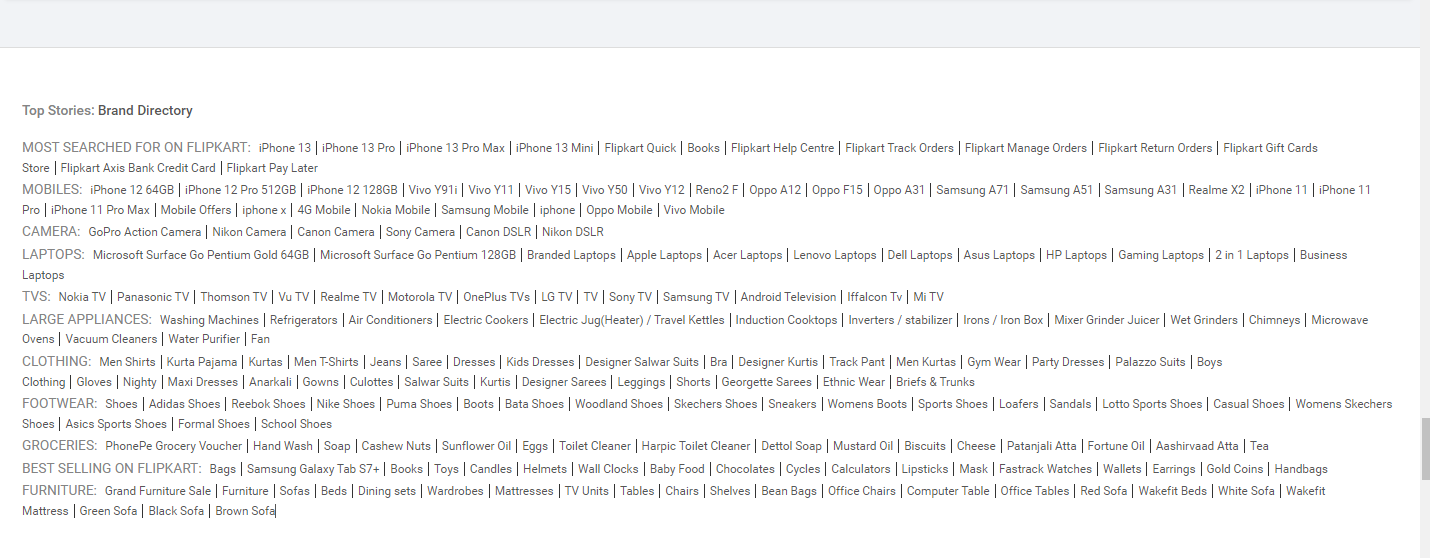 Top Stories: Brand Directory
MOST SEARCHED FOR ON FLIPKART: iPhone 13 | iPhone 13 Pro | iPhone 13 Pro Max | iPhone 13 Mini | Flipkart Quick | Books | Flipkart Help Centre | Flipkart Track Orders | Flipkart Manage Orders | Flipkart Return Orders | Flipkart Gift Cards
Store | Flipkart Axis Bank Credit Card | Flipkart Pay Later
MOBILES: iPhone 12 64GB | iPhone 12 Pro 512GB | iPhone 12 128GB | Vivo Y91i | Vivo Y11 | Vivo Y15 | Vivo Y50 | Vivo Y12 | Reno2 F | Oppo A12 | Oppo F15 | Oppo A31 | Samsung A71 | Samsung A51 | Samsung A31 | Realme X2 | iPhone 11 | iPhone 11
Pro | iPhone 11 Pro Max | Mobile Offers | iphone x | 4G Mobile | Nokia Mobile | Samsung Mobile | iphone | Oppo Mobile | Vivo Mobile
CAMERA: GoPro Action Camera | Nikon Camera | Canon Camera | Sony Camera | Canon DSLR | Nikon DSLR
LAPTOPS: Microsoft Surface Go Pentium Gold 64GB | Microsoft Surface Go Pentium 128GB | Branded Laptops | Apple Laptops | Acer Laptops | Lenovo Laptops | Dell Laptops | Asus Laptops | HP Laptops | Gaming Laptops | 2 in 1 Laptops | Business
Laptops
TVS: Nokia TV | Panasonic TV | Thomson TV | Vu TV | Realme TV | Motorola TV | OnePlus TVs | LG TV | TV | Sony TV | Samsung TV | Android Television | Iffalcon Tv | Mi TV
LARGE APPLIANCES: Washing Machines | Refrigerators | Air Conditioners | Electric Cookers | Electric Jug(Heater) / Travel Kettles | Induction Cooktops | Inverters / stabilizer | Irons / Iron Box | Mixer Grinder Juicer | Wet Grinders | Chimneys | Microwave
Ovens | Vacuum Cleaners | Water Purifier | Fan
CLOTHING: Men Shirts | Kurta Pajama | Kurtas | Men T-Shirts | Jeans | Saree | Dresses | Kids Dresses | Designer Salwar Suits | Bra | Designer Kurtis | Track Pant | Men Kurtas | Gym Wear | Party Dresses | Palazzo Suits | Boys
Clothing | Gloves | Nighty | Maxi Dresses | Anarkali | Gowns | Culottes | Salwar Suits | Kurtis | Designer Sarees | Leggings | Shorts | Georgette Sarees | Ethnic Wear | Briefs & Trunks
FOOTWEAR: Shoes | Adidas Shoes | Reebok Shoes | Nike Shoes | Puma Shoes | Boots | Bata Shoes | Woodland Shoes | Skechers Shoes | Sneakers | Womens Boots | Sports Shoes | Loafers | Sandals | Lotto Sports Shoes | Casual Shoes | Womens Skechers
Shoes | Asics Sports Shoes | Formal Shoes | School Shoes
GROCERIES: PhonePe Grocery Voucher | Hand Wash | Soap | Cashew Nuts | Sunflower Oil | Eggs | Toilet Cleaner | Harpic Toilet Cleaner | Dettol Soap | Mustard Oil | Biscuits | Cheese | Patanjali Atta | Fortune Oil | Aashirvaad Atta | Tea
BEST SELLING ON FLIPKART: Bags | Samsung Galaxy Tab S7+ | Books | Toys | Candles | Helmets | Wall Clocks | Baby Food | Chocolates | Cycles | Calculators | Lipsticks | Mask | Fastrack Watches | Wallets | Earrings | Gold Coins | Handbags
FURNITURE: Grand Furniture Sale | Furniture | Sofas | Beds | Dining sets | Wardrobes | Mattresses | TV Units | Tables | Chairs | Shelves | Bean Bags | Office Chairs | Computer Table | Office Tables | Red Sofa | Wakefit Beds | White Sofa | Wakefit
Mattress | Green Sofa | Black Sofa | Brown Sofa